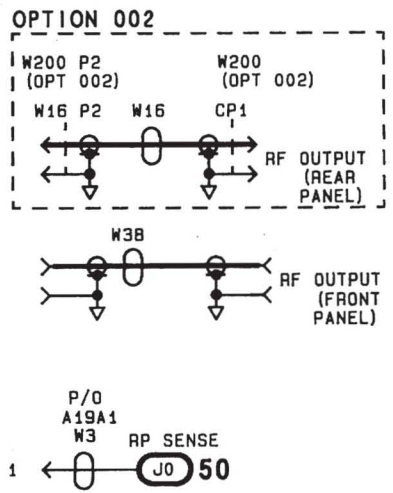 OPTION 002
W200 P2
(OPT 002)
W200
(OPT 002)
W16 P2
W16
CP1
RF OUTPUT
(REAR
PANEL)
W38
RF OUTPUT
(FRONT
PANEL)
P/O
A19A1
W3
RP SENSE
1
J0
50